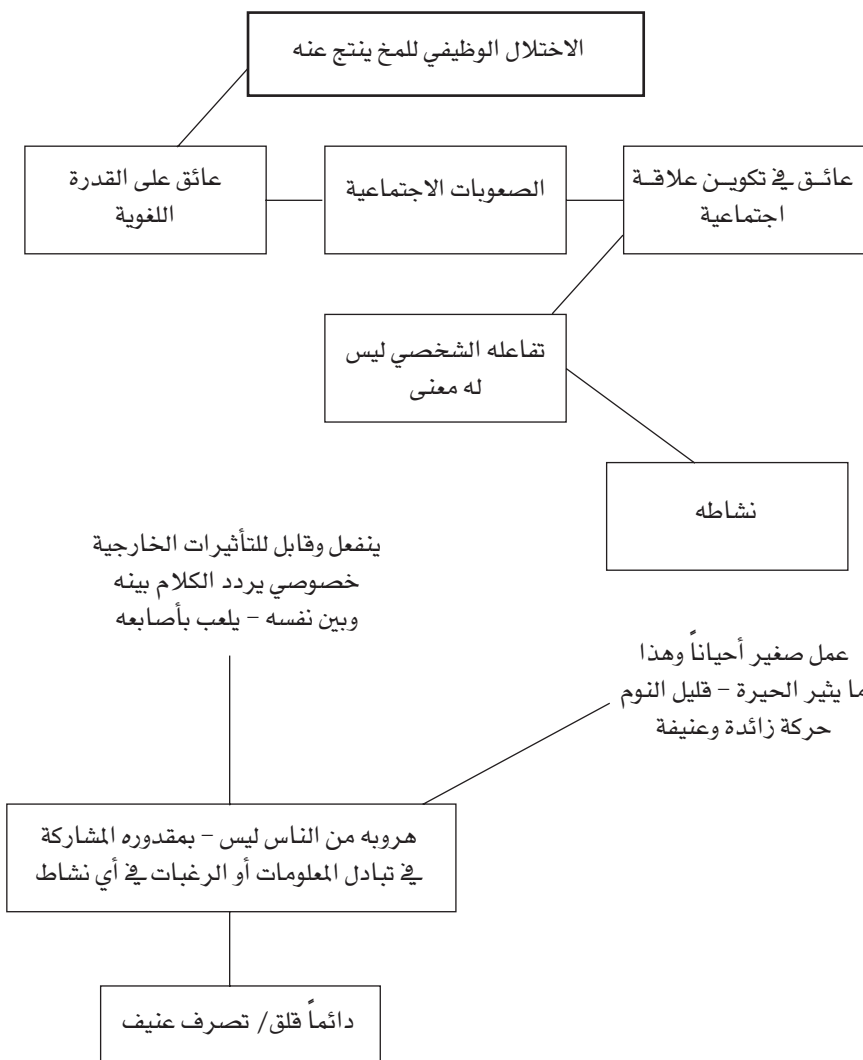 الاختلال الوظيفي للمخ ينتج عنه
عائـق في تكويـن علاقـة
اجتماعية
الصعوبات الاجتماعية
عائق على القدرة
اللغوية
تفاعله الشخصي ليس
له معنى
نشاطه
ينفعل وقابل للتأثيرات الخارجية
خصوصي يردد الكلام بينه
وبين نفسه – يلعب بأصابعه
عمل صغير أحياناً وهذا
ما يثير الحيرة – قليل النوم
حركة زائدة وعنيفة
هروبه من الناس ليس – بمقدوره المشاركة
في تبادل المعلومات أو الرغبات في أي نشاط
دائماً قلق/ تصرف عنيف